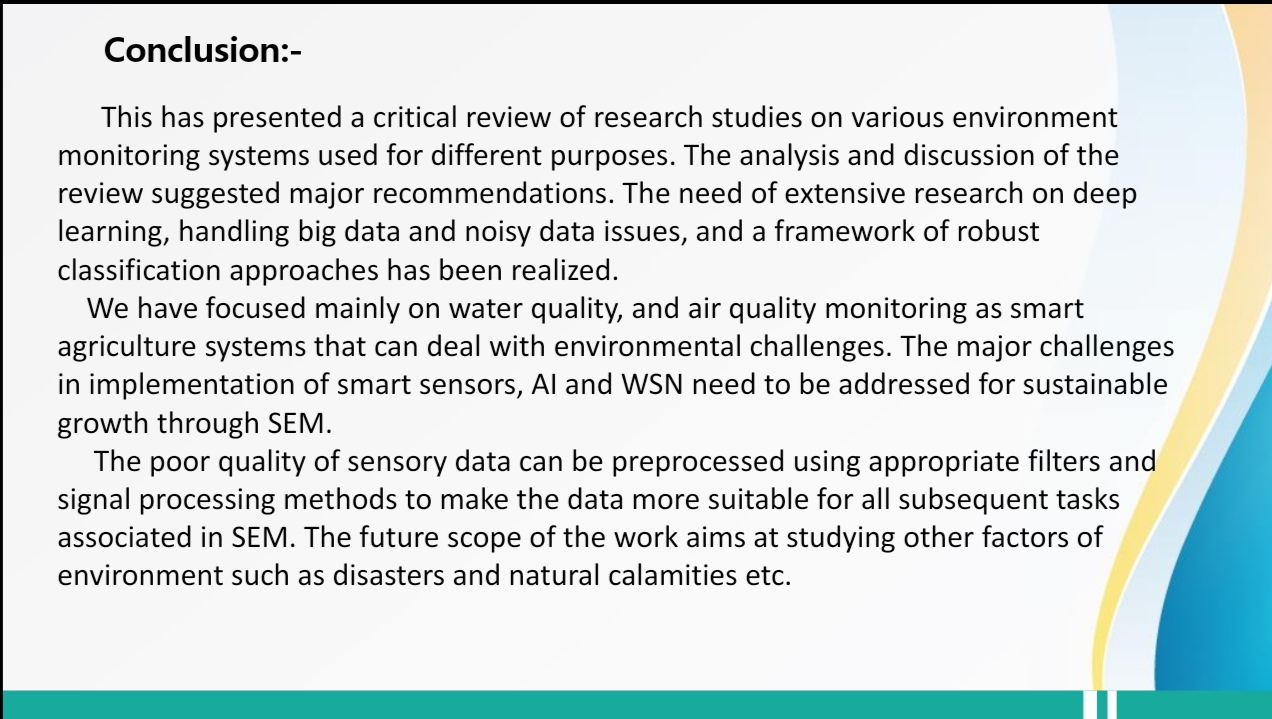 Conclusion:-
This has presented a critical review of research studies on various environment
monitoring systems used for different purposes. The analysis and discussion of the
review suggested major recommendations. The need of extensive research on deep
learning, handling big data and noisy data issues, and a framework of robust
classification approaches has been realized.
We have focused mainly on water quality, and air quality monitoring as smart
agriculture systems that can deal with environmental challenges. The major challenges
in implementation of smart sensors, AI and WSN need to be addressed for sustainable
growth through SEM.
The poor quality of sensory data can be preprocessed using appropriate filters and
signal processing methods to make the data more suitable for all subsequent tasks
associated in SEM. The future scope of the work aims at studying other factors of
environment such as disasters and natural calamities etc.